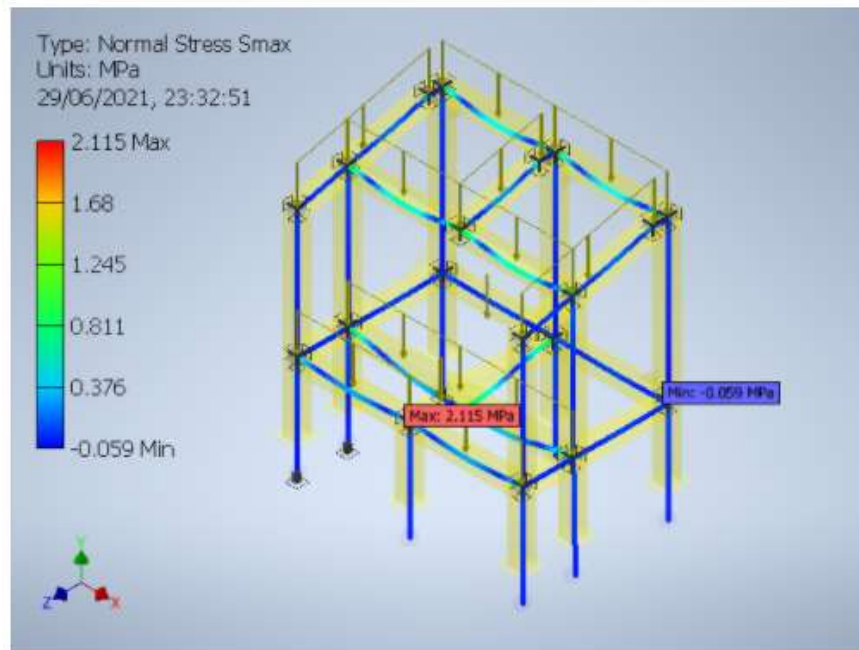 Type: Normal Stress Smax
Units: MPa
29/06/2021, 23:32:51
2.115 Max
1.68
1.245
0.811
0.376
-0.059 Min
Max: 2.115 MPa
Min: -0.059 MPa
Y
Z
X